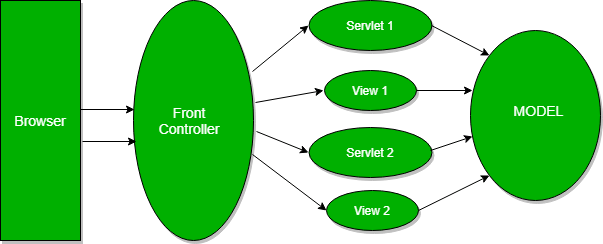 Browser
Front
Controller
Servlet 1
View 1
Servlet 2
View 2
MODEL